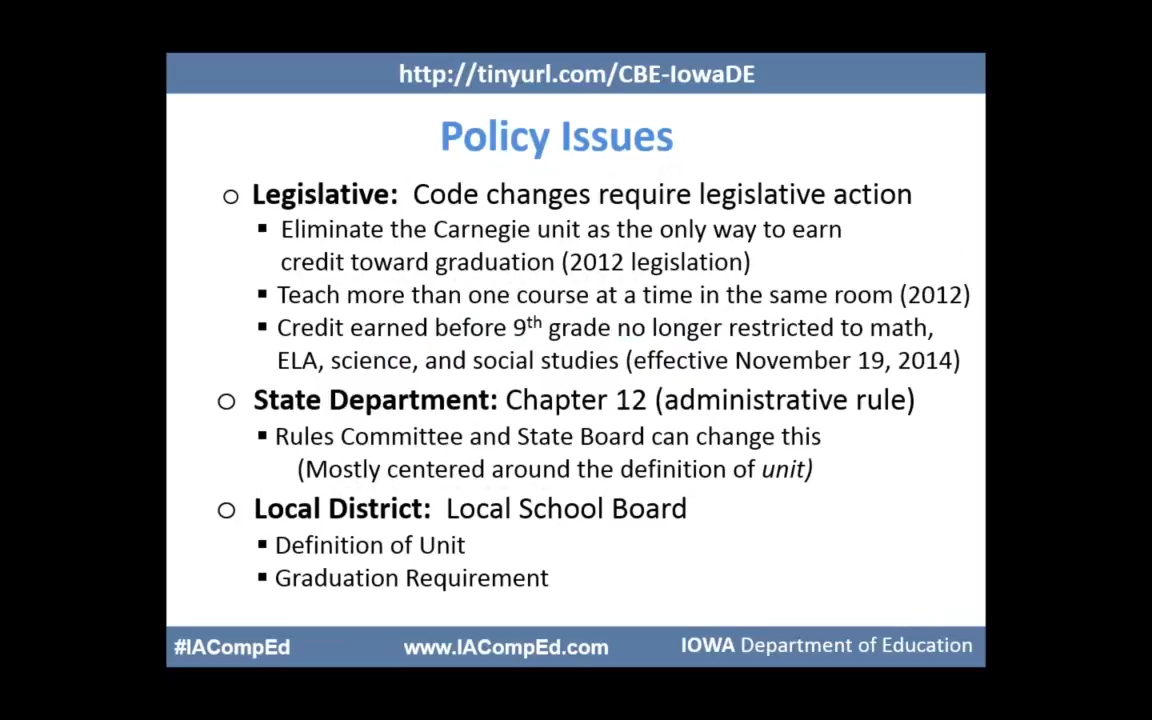 http://tinyurl.com/CBE-IowaDE
Policy Issues
o Legislative: Code changes require legislative action
▪ Eliminate the Carnegie unit as the only way to earn
credit toward graduation (2012 legislation)
▪ Teach more than one course at a time in the same room (2012)
▪ Credit earned before 9th grade no longer restricted to math,
ELA, science, and social studies (effective November 19, 2014)
o State Department: Chapter 12 (administrative rule)
▪ Rules Committee and State Board can change this
(Mostly centered around the definition of unit)
o Local District: Local School Board
▪ Definition of Unit
▪ Graduation Requirement
#IACompEd www.IACompEd.com IOWA Department of Education